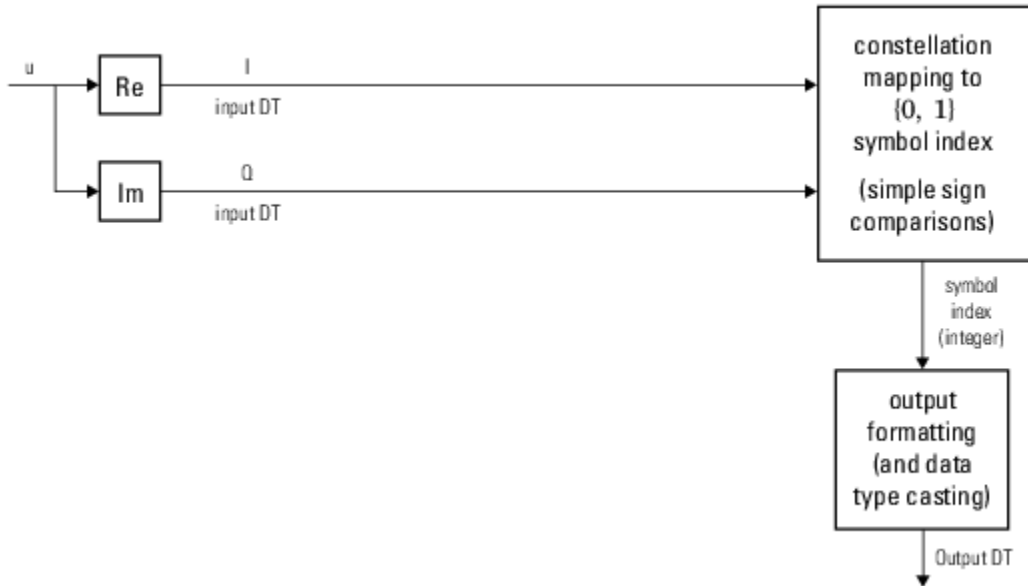 u
Re
I
input DT
Im
Q
input DT
constellation
mapping to
{0, 1}
symbol index
(simple sign
comparisons)
symbol
index
(integer)
output
formatting
(and data
type casting)
Output DT